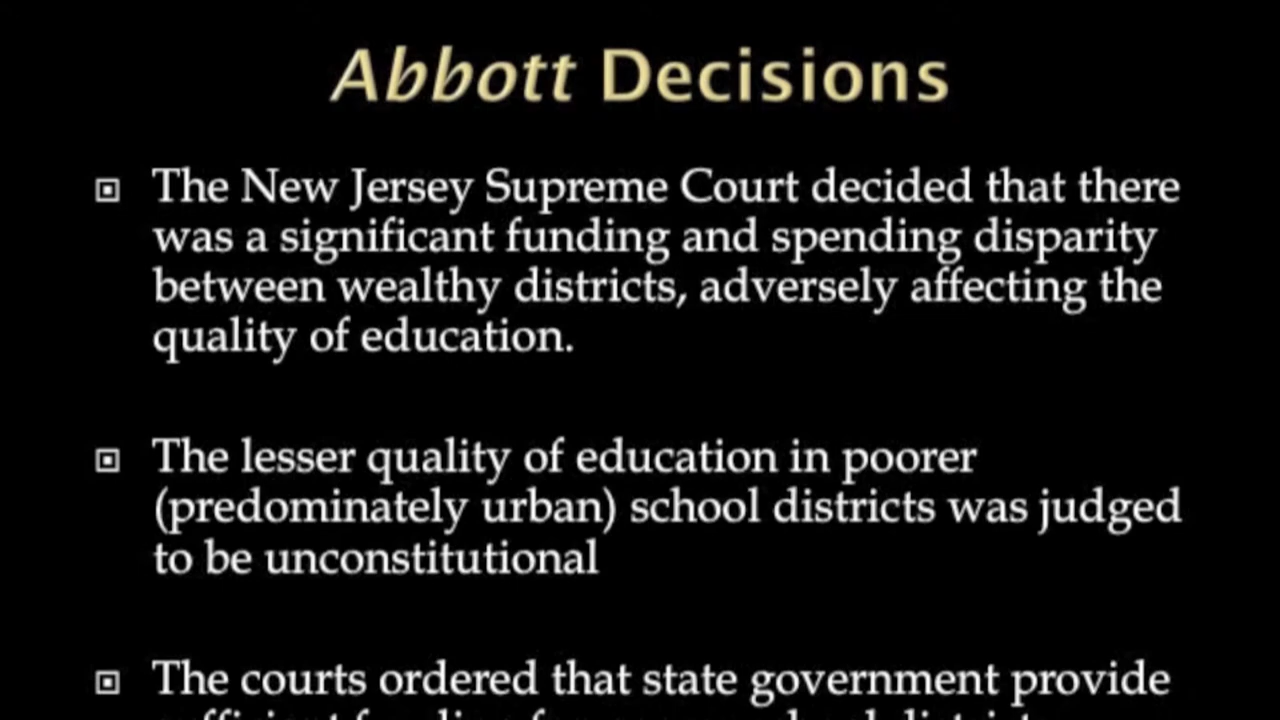 Abbott Decisions
The New Jersey Supreme Court decided that there
was a significant funding and spending disparity
between wealthy districts, adversely affecting the
quality of education.
The lesser quality of education in poorer
(predominately urban) school districts was judged
to be unconstitutional
The courts ordered that state government provide